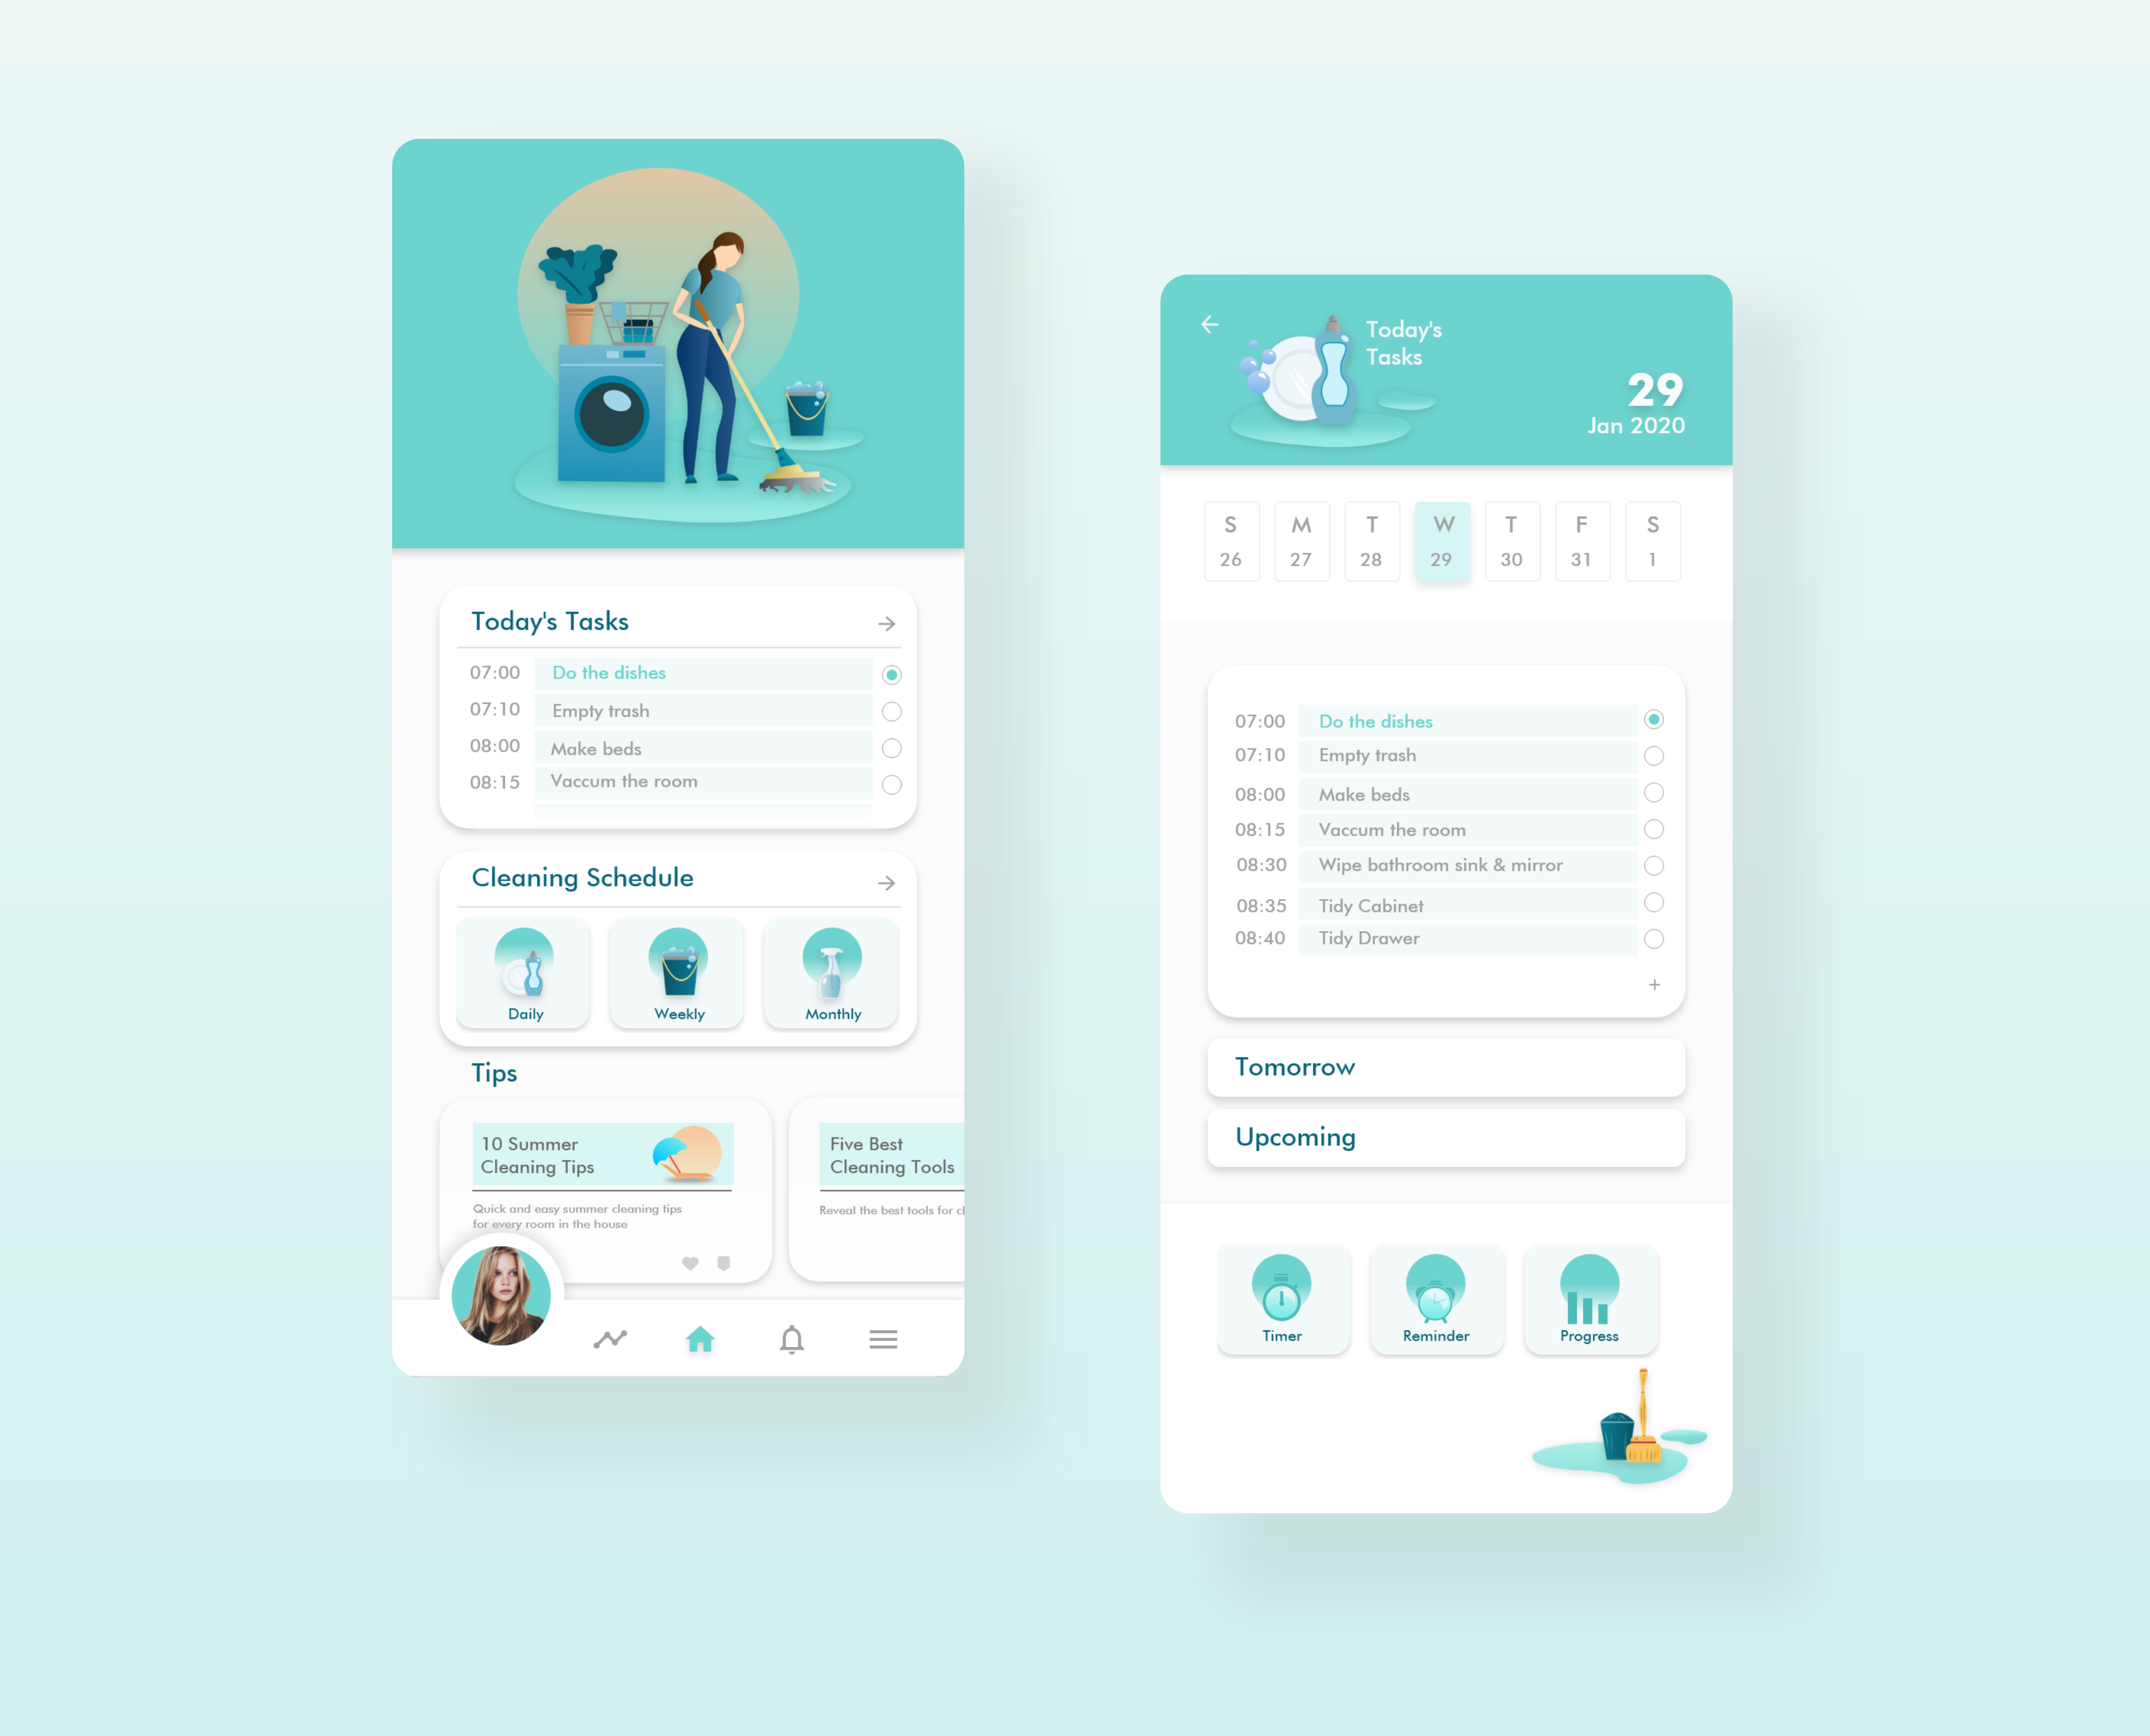 Today's Tasks
07:00 Do the dishes
07:10 Empty trash
08:00 Make beds
08:15 Vaccum the room
Cleaning Schedule
Daily Weekly Monthly
Tips
10 Summer
Cleaning Tips
Quick and easy summer cleaning tips
for every room in the house
Five Best
Cleaning Tools
Reveal the best tools for
Today's
Tasks
29
Jan 2020
S M T W T F S
26 27 28 29 30 31 1
07:00 Do the dishes
07:10 Empty trash
08:00 Make beds
08:15 Vaccum the room
08:30 Wipe bathroom sink & mirror
08:35 Tidy Cabinet
08:40 Tidy Drawer
+
Tomorrow
Upcoming
Timer Reminder Progress